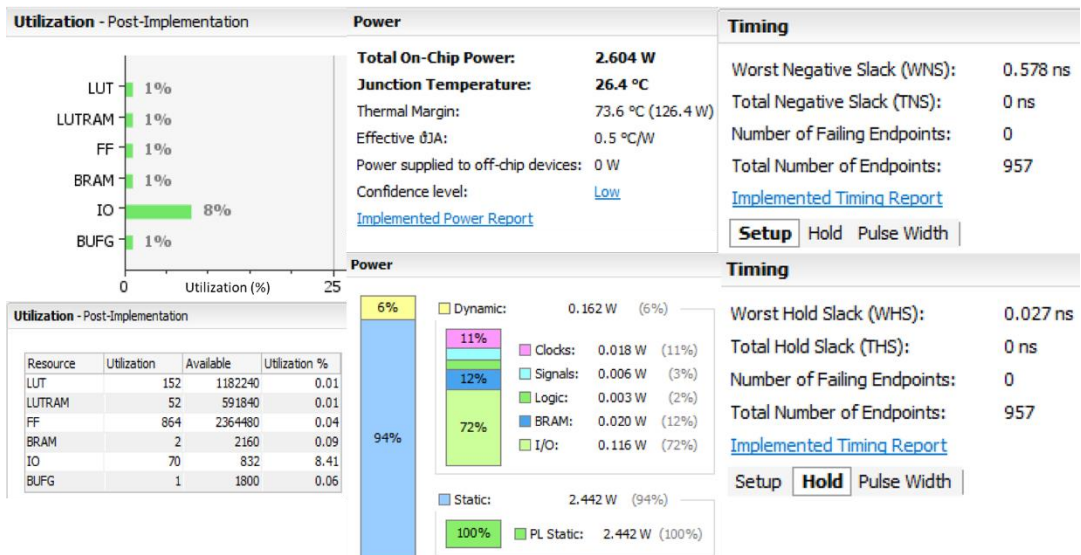 Utilization - Post-Implementation
LUT 1%
LUTRAM 1%
FF 1%
BRAM 1%
IO 8%
BUFG 1%
0 25
Utilization (%)
Utilization - Post-Implementation
Resource Utilization Available Utilization %
LUT 152 1182240 0.01
LUTRAM 52 591840 0.01
FF 864 2364480 0.04
BRAM 2 2160 0.09
IO 70 832 8.41
BUFG 1 1800 0.06
Power
Total On-Chip Power: 2.604 W
Junction Temperature: 26.4 °C
Thermal Margin: 73.6 °C (126.4 W)
Effective ϑJA: 0.5 °C/W
Power supplied to off-chip devices: 0 W
Confidence level: Low
Implemented Power Report
Power
6%
94%
Dynamic: 0.162 W (6%)
11%
12%
72%
Clocks: 0.018 W (11%)
Signals: 0.006 W (3%)
Logic: 0.003 W (2%)
BRAM: 0.020 W (12%)
I/O: 0.116 W (72%)
Static: 2.442 W (94%)
100% PL Static: 2.442 W (100%)
Timing
Worst Negative Slack (WNS): 0.578 ns
Total Negative Slack (TNS): 0 ns
Number of Failing Endpoints: 0
Total Number of Endpoints: 957
Implemented Timing Report
Setup Hold Pulse Width
Timing
Worst Hold Slack (WHS): 0.027 ns
Total Hold Slack (THS): 0 ns
Number of Failing Endpoints: 0
Total Number of Endpoints: 957
Implemented Timing Report
Setup Hold Pulse Width